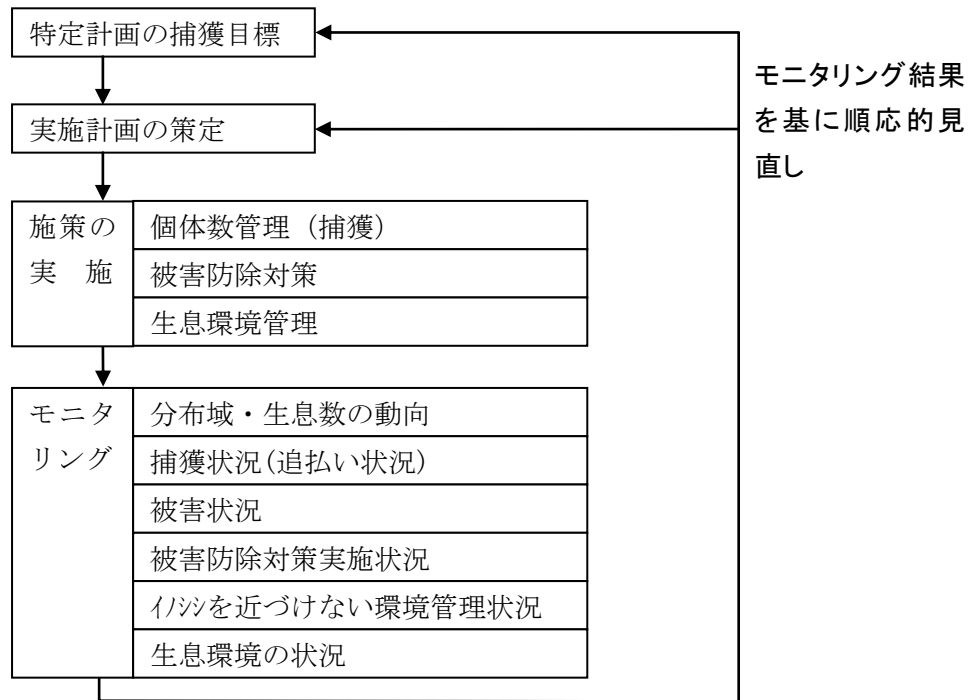 特定計画の捕獲目標
モニタリング結果
を基に順応的見
直し
実施計画の策定
施策の
実　施
個体数管理（捕獲）
被害防除対策
生息環境管理
モニタ
リング
分布域・生息数の動向
捕獲状況(追払い状況)
被害状況
被害防除対策実施状況
ｲﾉｼｼを近づけない環境管理状況
生息環境の状況